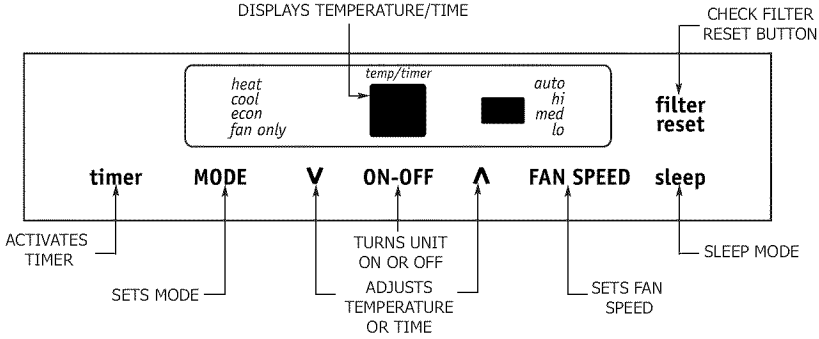 DISPLAYS TEMPERATURE/TIME
CHECK FILTER
RESET BUTTON
temp/timer
heat
cool
econ
fan only
auto
hi
med
lo
filter
reset
timer
MODE
V
ON-OFF
Λ
FAN SPEED
sleep
ACTIVATES
TIMER
SETS MODE
TURNS UNIT
ON OR OFF
ADJUSTS
TEMPERATURE
OR TIME
SETS FAN
SPEED
SLEEP MODE